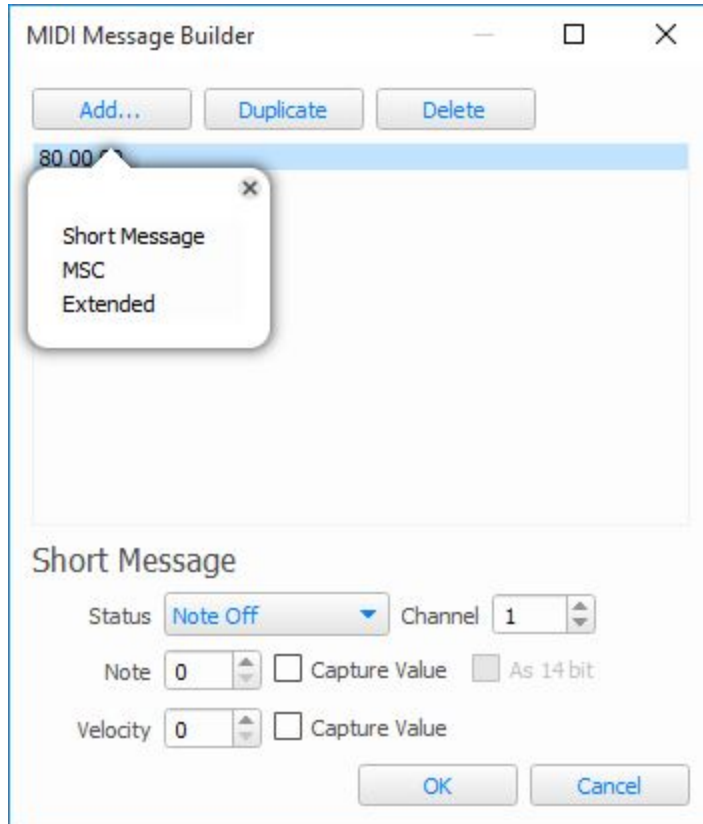 MIDI Message Builder
Add... Duplicate Delete
80 00
Short Message
MSC
Extended
Short Message
Status Note Off Channel 1
Note 0 Capture Value As 14 bit
Velocity 0 Capture Value
OK Cancel